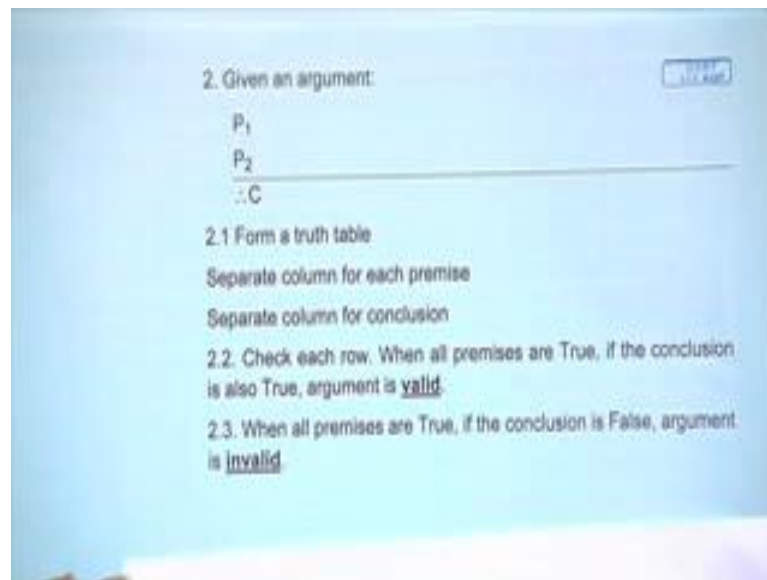 2. Given an argument:
P₁
P₂
∴C
2.1 Form a truth table
Separate column for each premise
Separate column for conclusion
2.2. Check each row. When all premises are True, if the conclusion
is also True, argument is valid.
2.3. When all premises are True, if the conclusion is False, argument
is invalid.